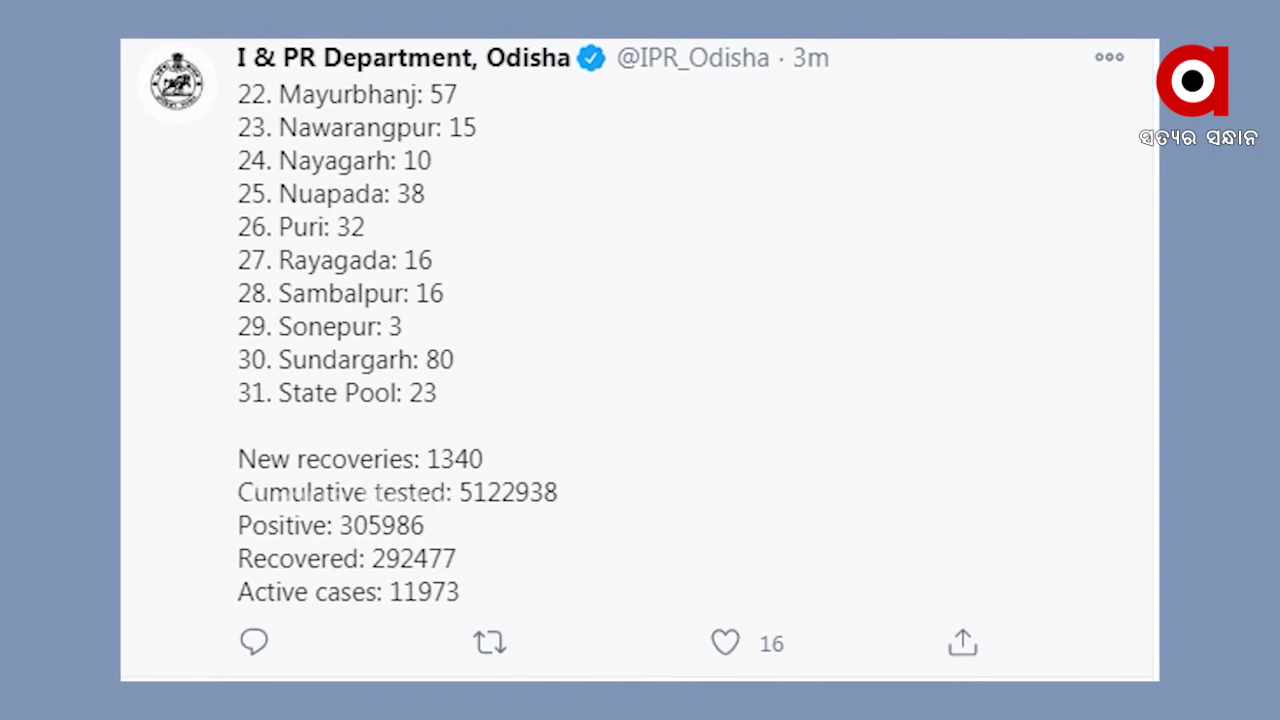 I & PR Department, Odisha @IPR_Odisha · 3m
22. Mayurbhanj: 57
23. Nawarangpur: 15
24. Nayagarh: 10
25. Nuapada: 38
26. Puri: 32
27. Rayagada: 16
28. Sambalpur: 16
29. Sonepur: 3
30. Sundargarh: 80
31. State Pool: 23
New recoveries: 1340
Cumulative tested: 5122938
Positive: 305986
Recovered: 292477
Active cases: 11973
16
a
ସତ୍ୟର ସନ୍ଧାନ